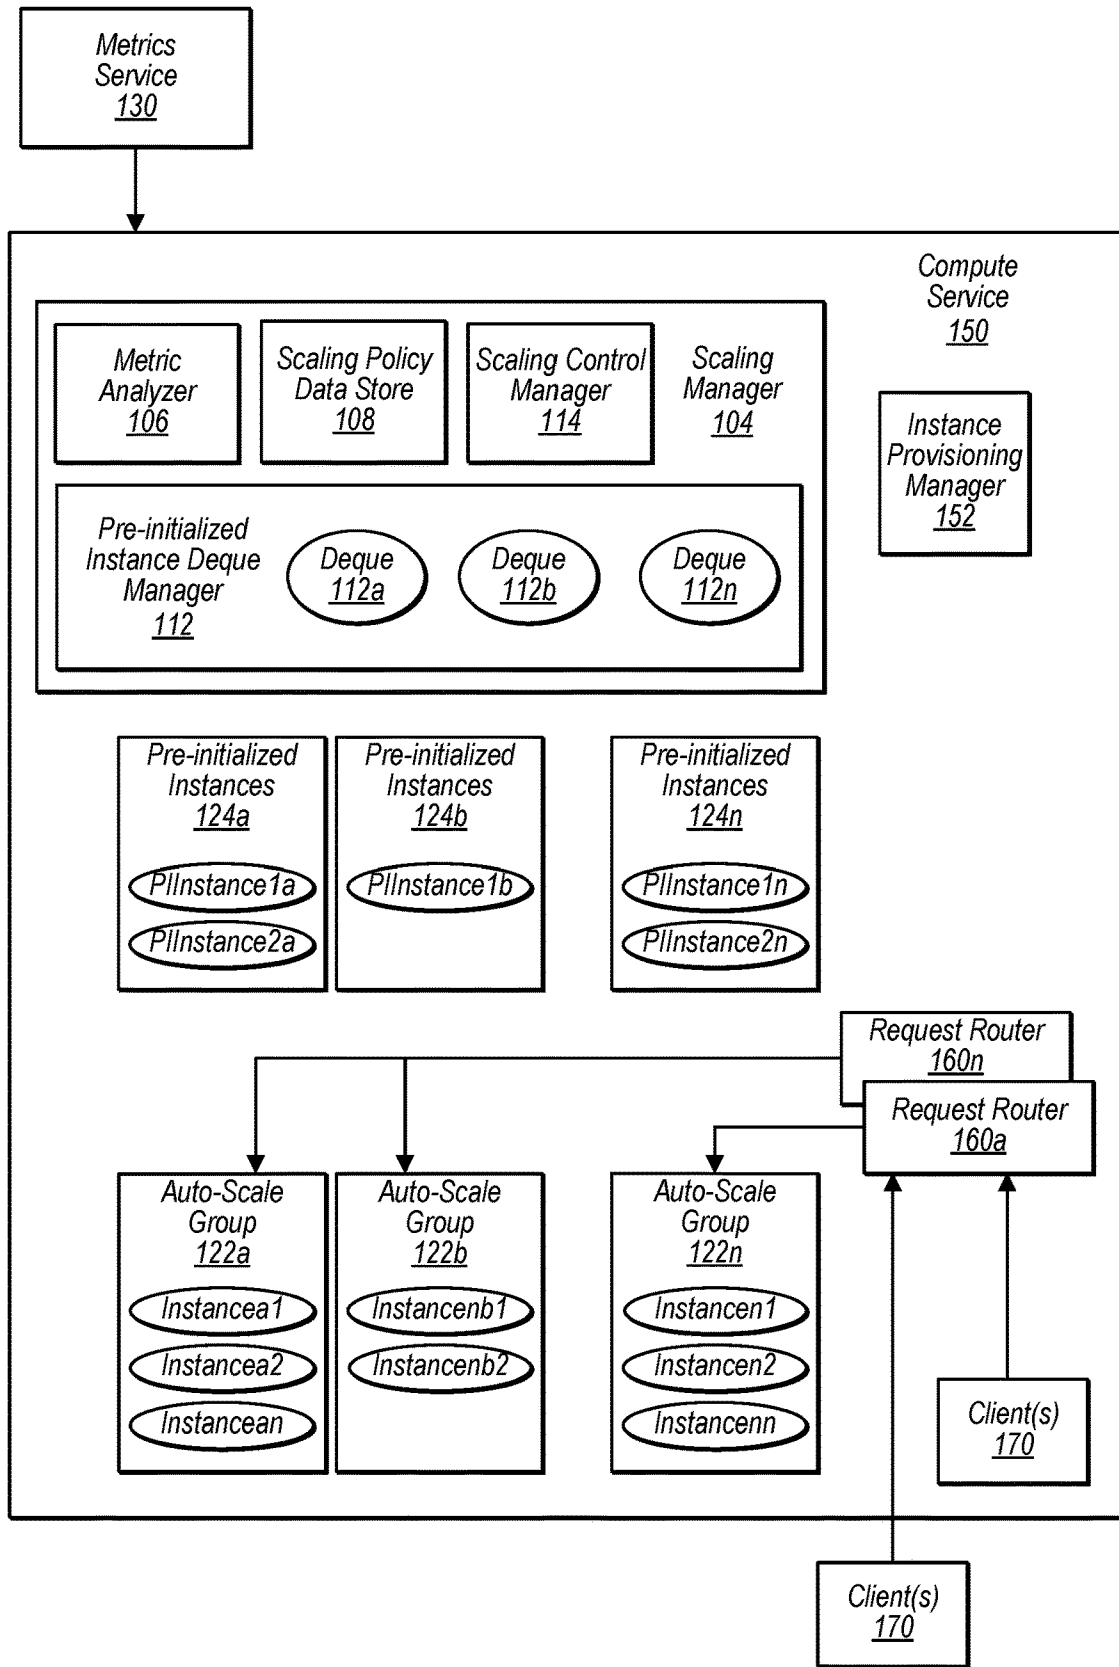 Metrics
Service
130
Compute
Service
150
Metric
Analyzer
106
Scaling Policy
Data Store
108
Scaling Control
Manager
114
Scaling
Manager
104
Instance
Provisioning
Manager
152
Pre-initialized
Instance Deque
Manager
112
Deque
112a
Deque
112b
Deque
112n
Pre-initialized
Instances
124a
PIInstance1a
PIInstance2a
Pre-initialized
Instances
124b
PIInstance1b
Pre-initialized
Instances
124n
PIInstance1n
PIInstance2n
Request Router
160n
Request Router
160a
Auto-Scale
Group
122a
Instancea1
Instancea2
Instancean
Auto-Scale
Group
122b
Instancenb1
Instancenb2
Auto-Scale
Group
122n
Instancen1
Instancen2
Instancenn
Client(s)
170
Client(s)
170